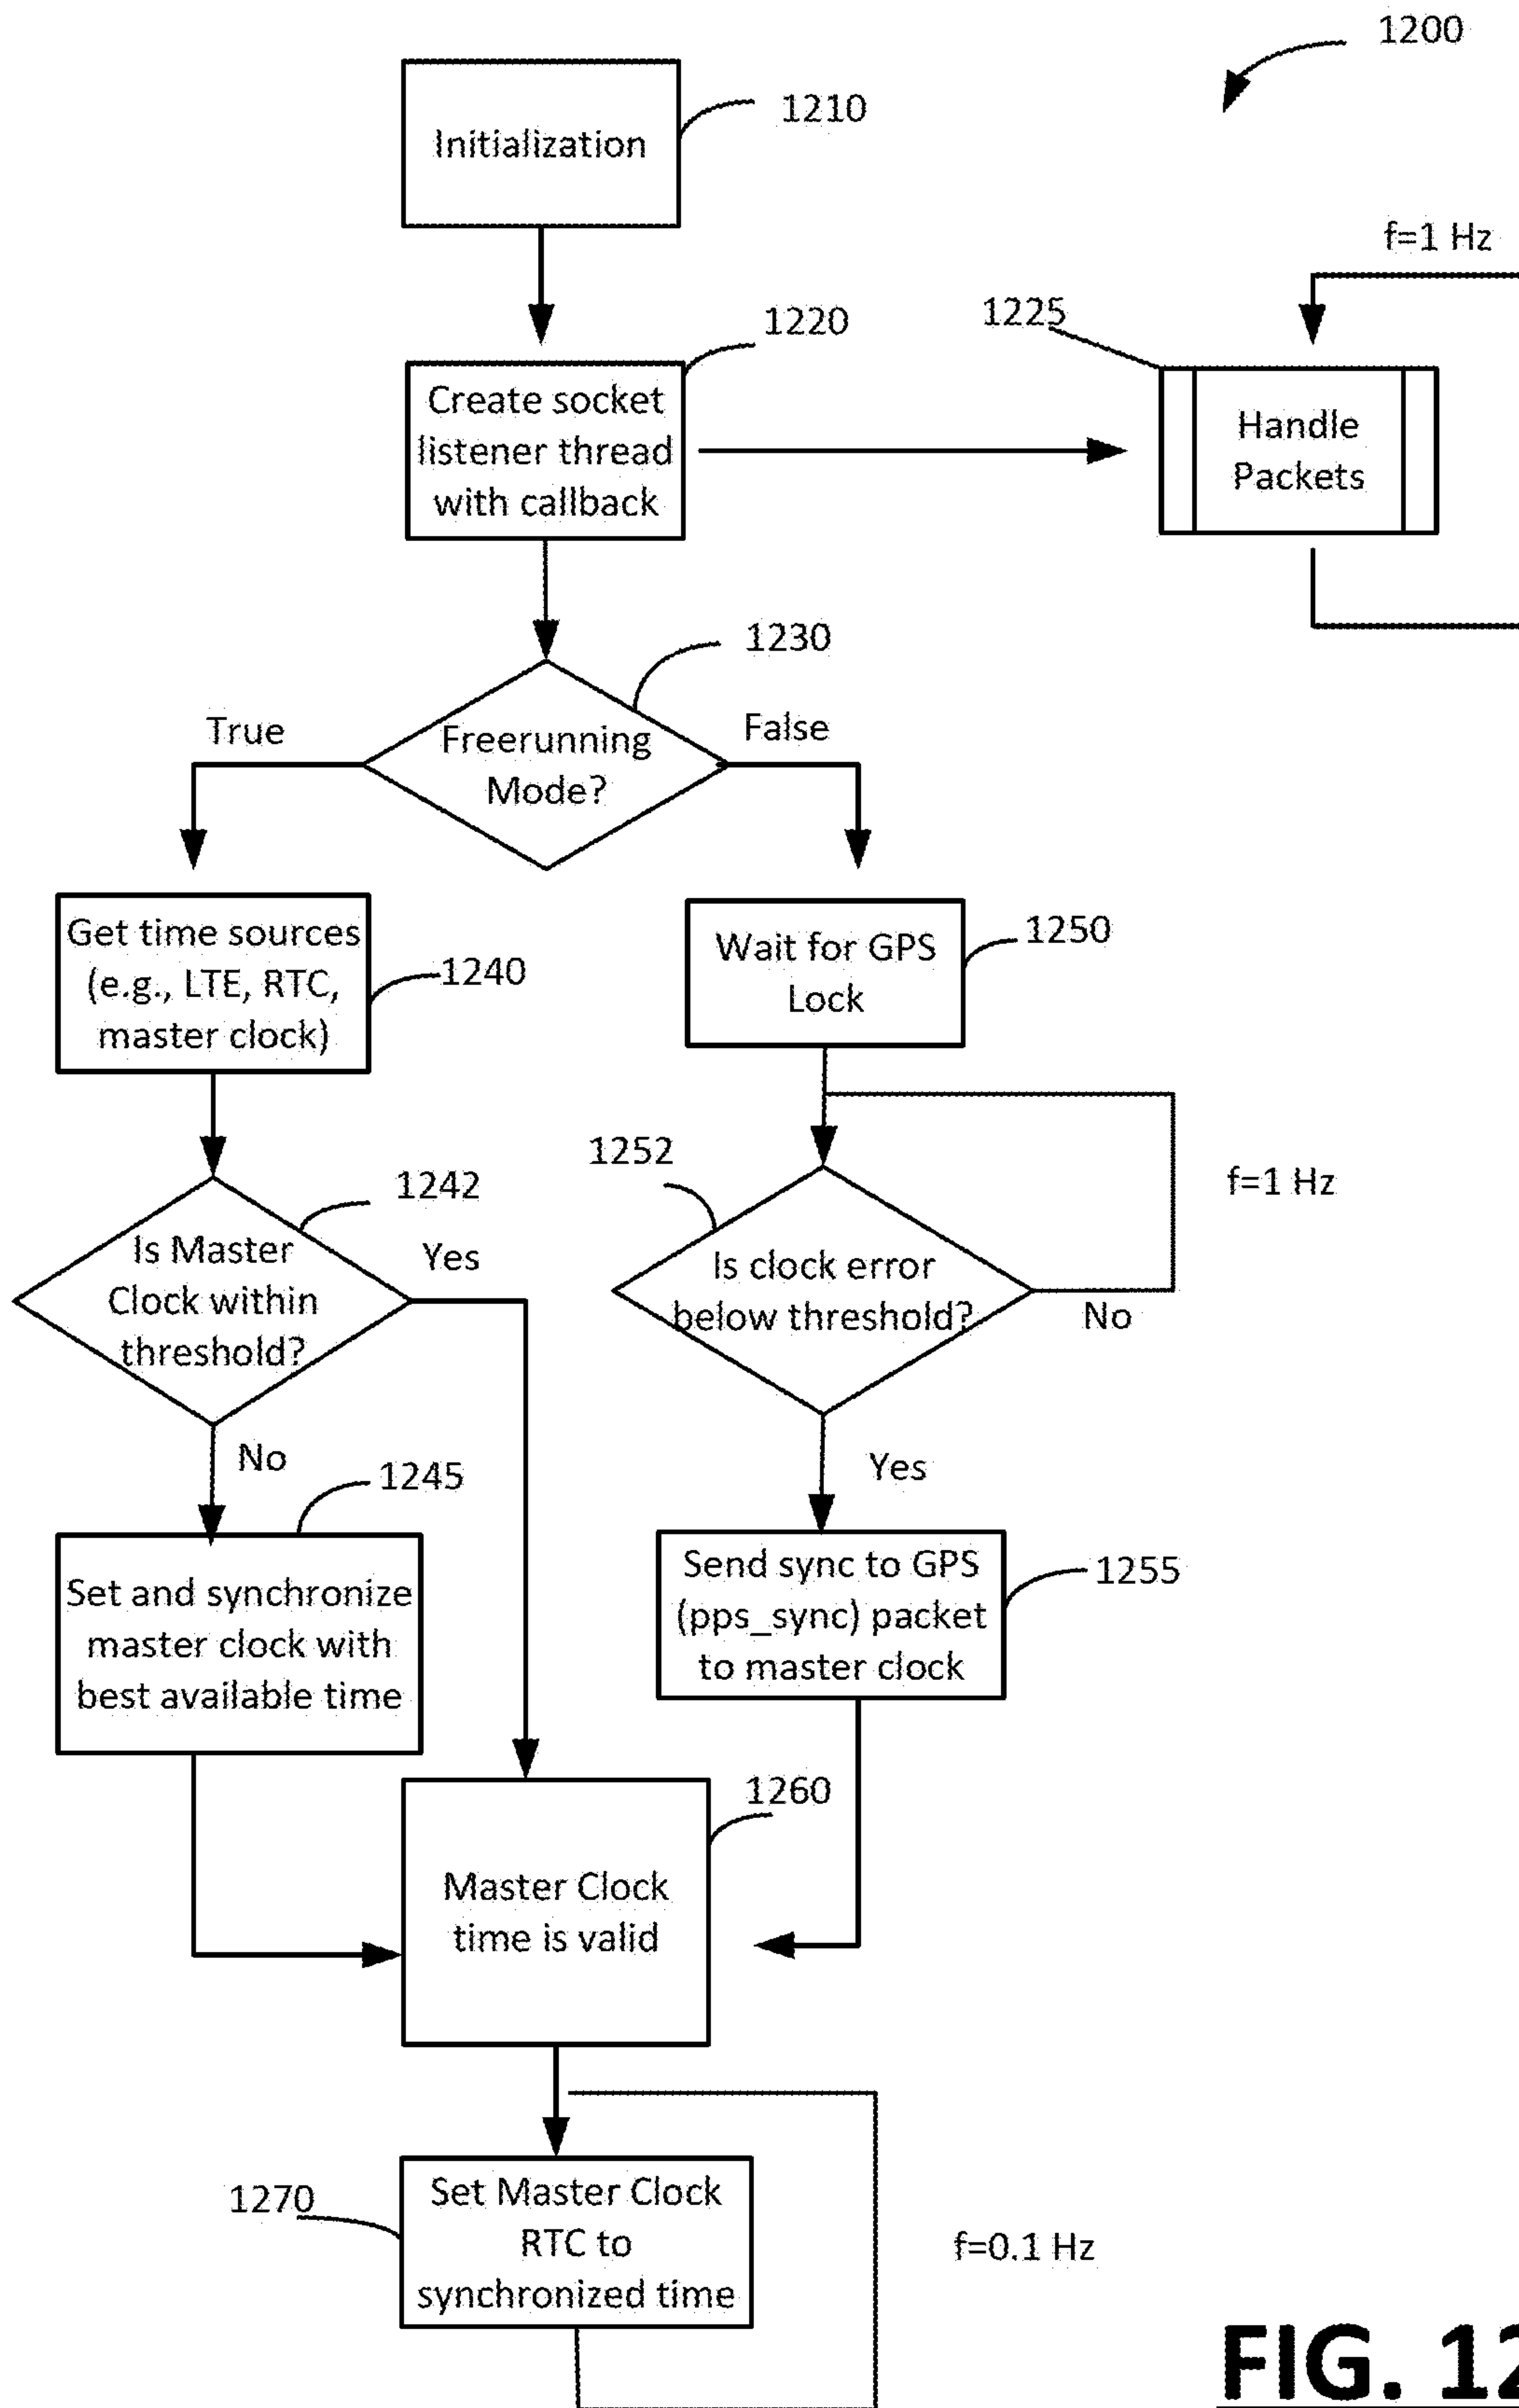 1200
Initialization
1210
f=1 Hz
1220
1225
Create socket
listener thread
with callback
Handle
Packets
1230
True
False
Freerunning
Mode?
Get time sources
(e.g., LTE, RTC,
master clock)
1240
Wait for GPS
Lock
1250
1252
f=1 Hz
1242
Is Master
Clock within
threshold?
Yes
Is clock error
below threshold?
No
No
1245
Yes
Set and synchronize
master clock with
best available time
Send sync to GPS
(pps_sync) packet
to master clock
1255
1260
Master Clock
time is valid
1270
Set Master Clock
RTC to
synchronized time
f=0.1 Hz
FIG. 12